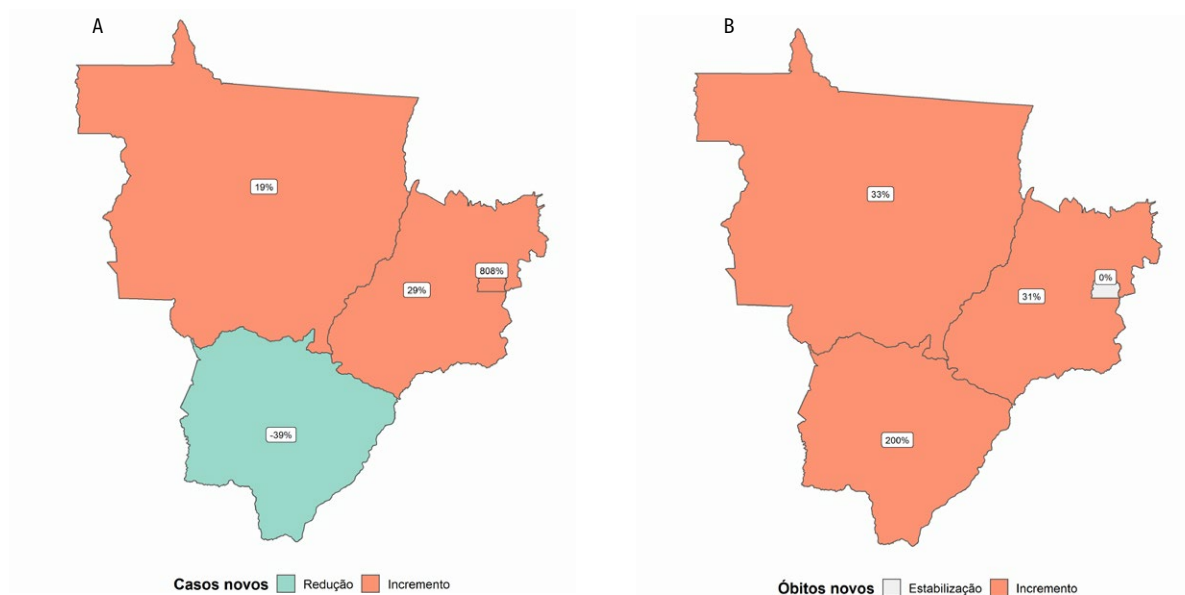 A
19%
808%
29%
-39%
Casos novos Redução Incremento
B
33%
0%
31%
200%
Óbitos novos Estabilização Incremento